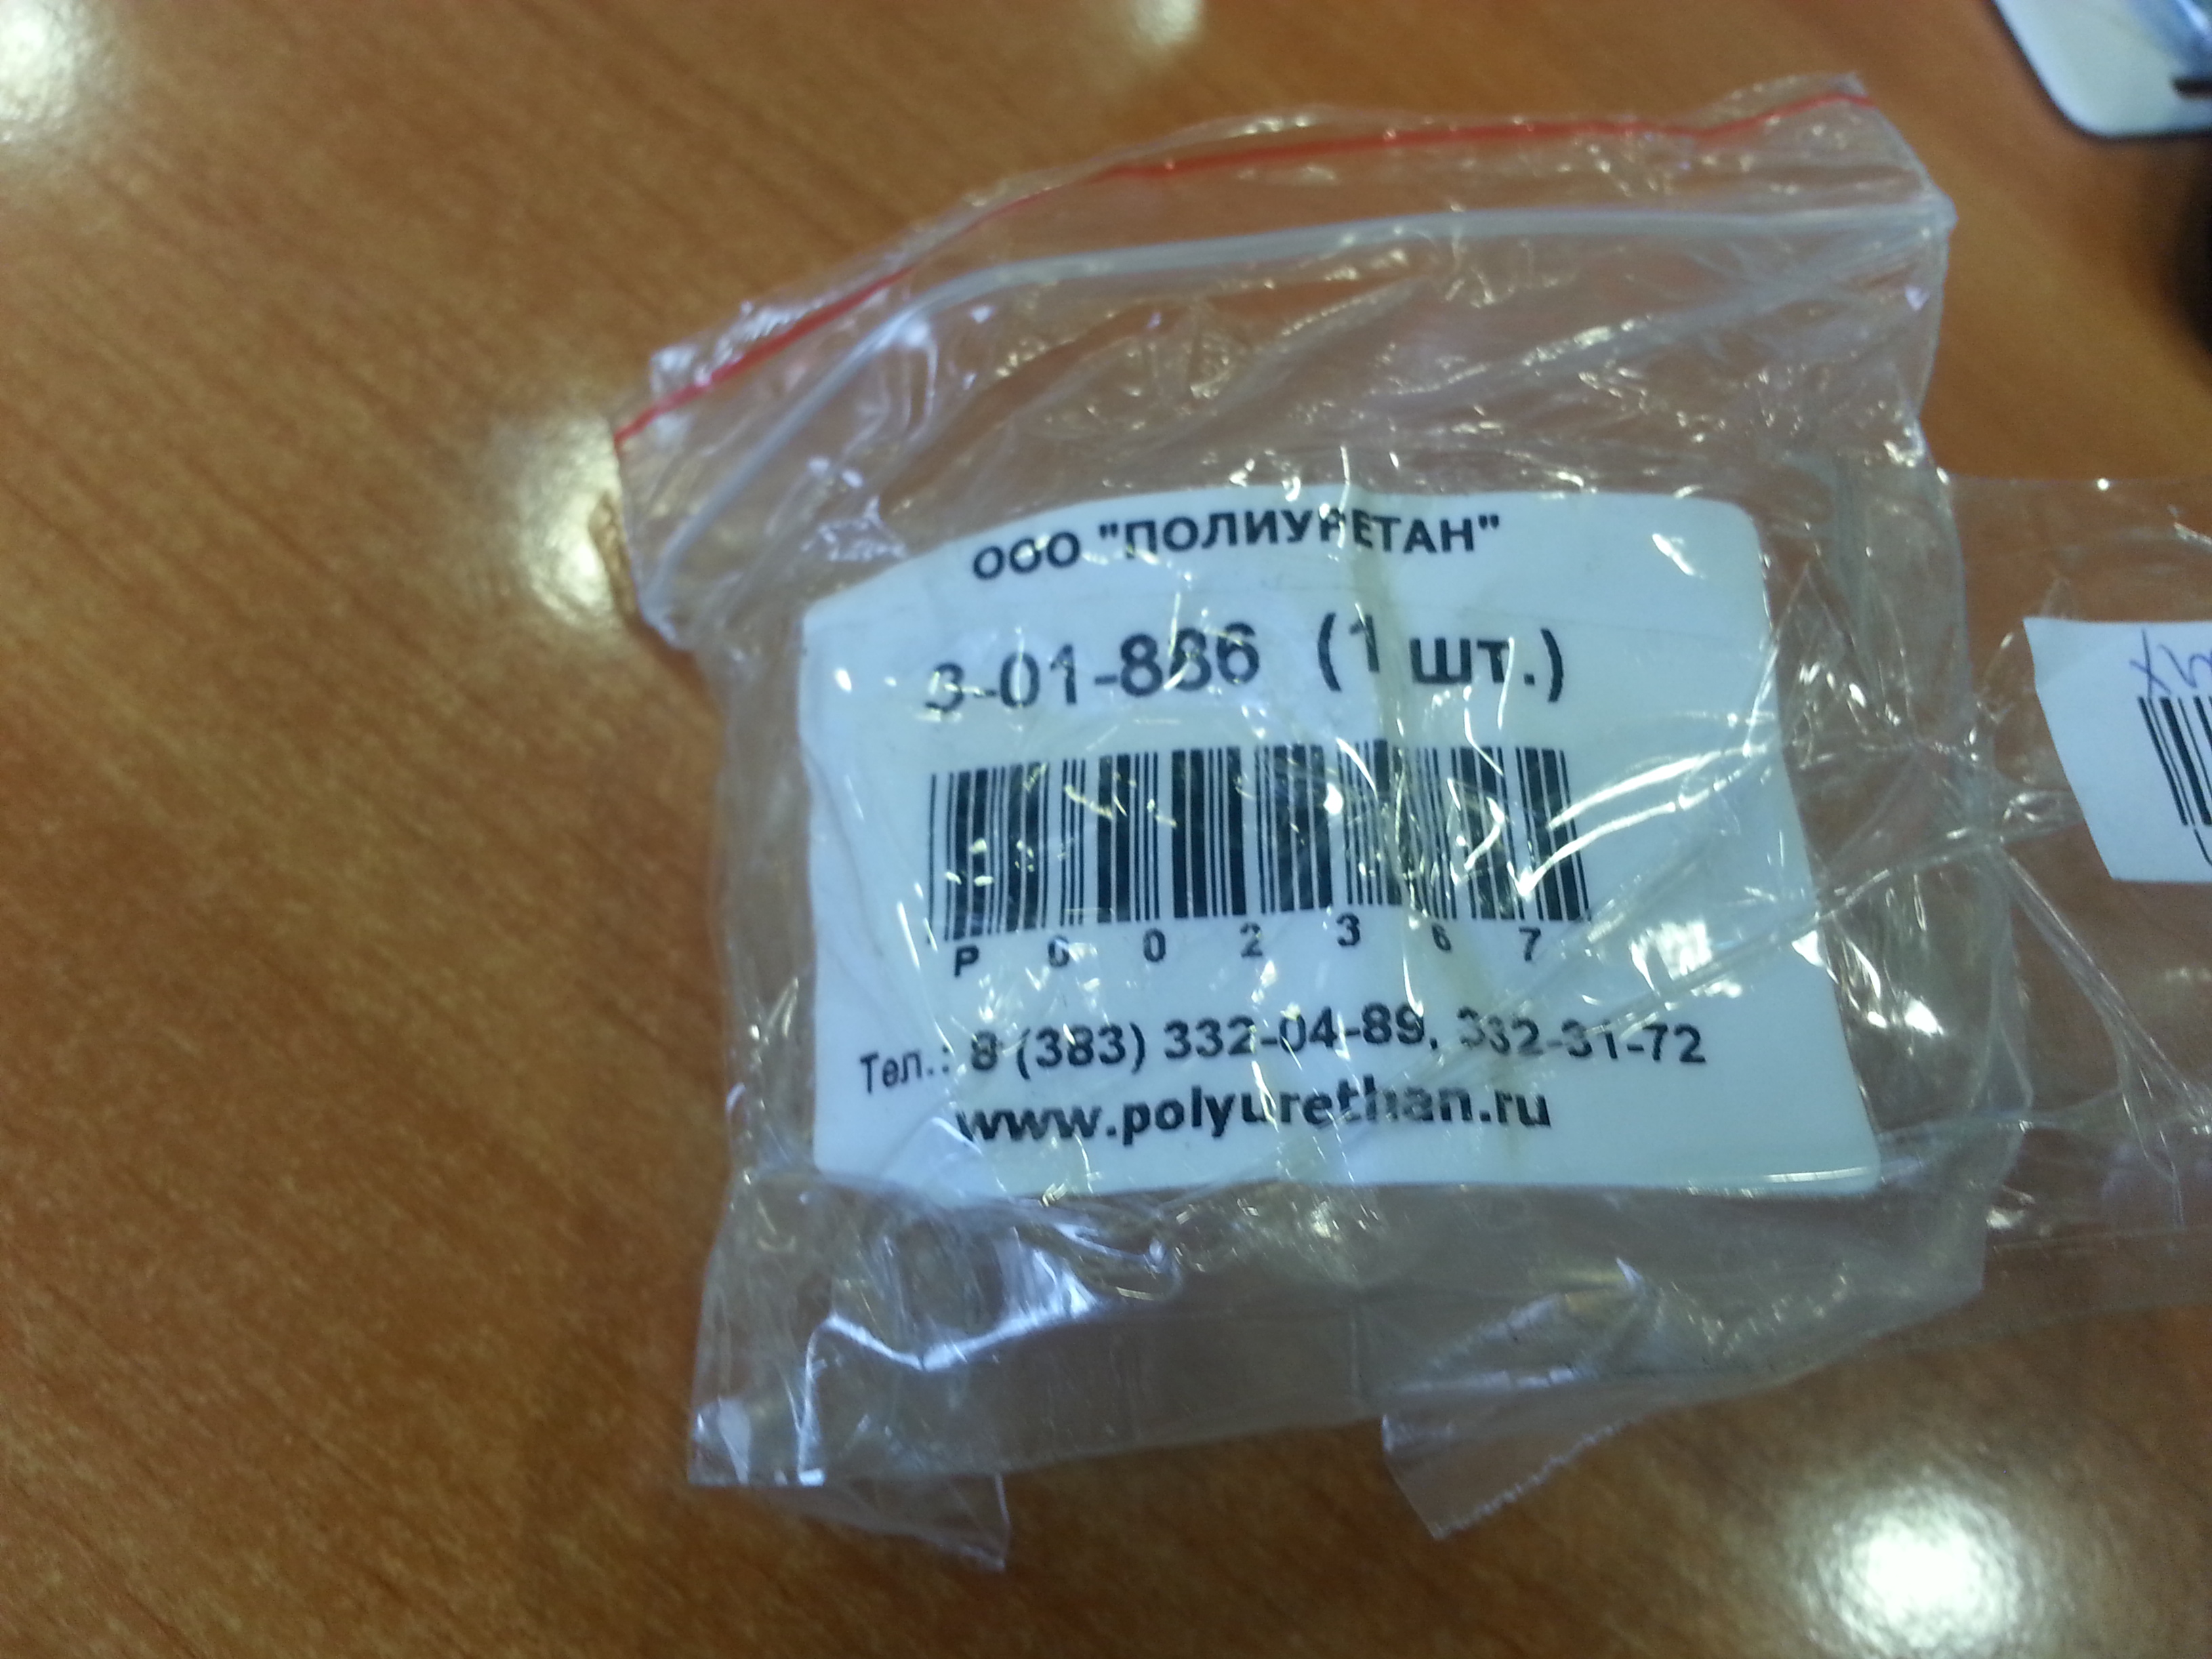 ООО "ПОЛИУРЕТАН"
3-01-886 (1 шт.)
P 0 0 2 3 6 7
Тел.: 8 (383) 332-04-89, 332-31-72
www.polyurethan.ru